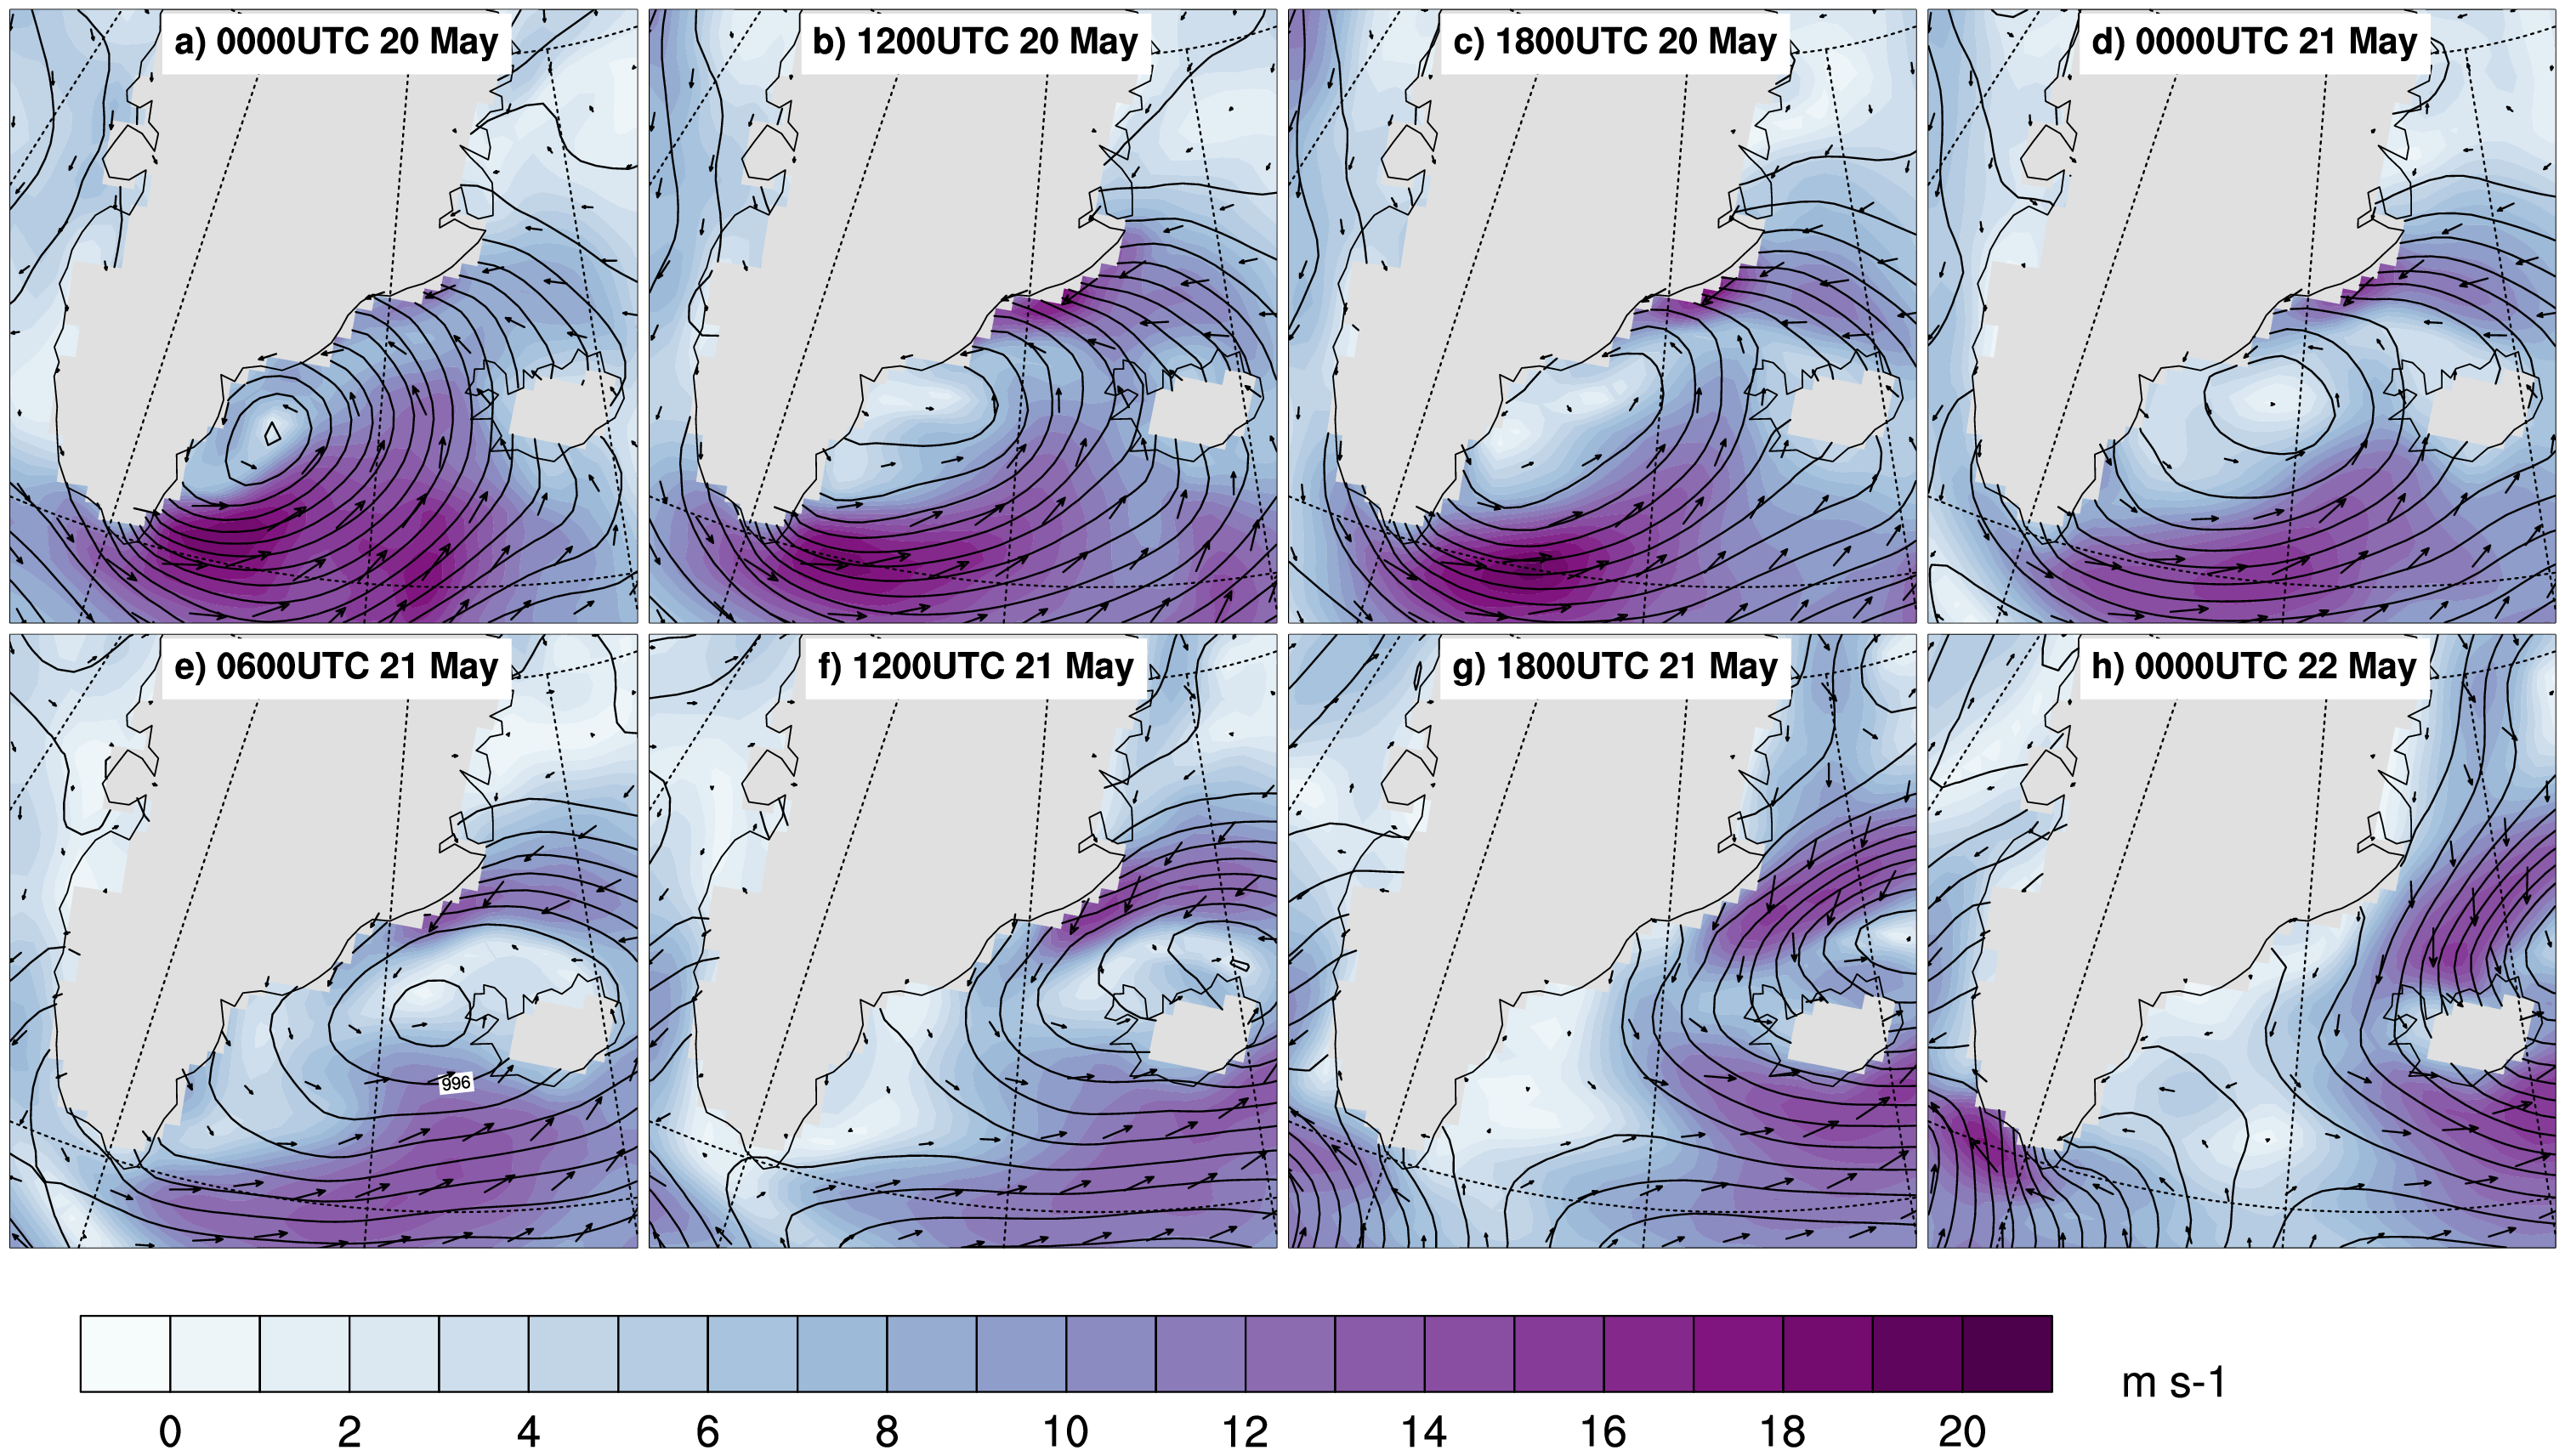 a) 0000UTC 20 May
b) 1200UTC 20 May
c) 1800UTC 20 May
d) 0000UTC 21 May
e) 0600UTC 21 May
f) 1200UTC 21 May
g) 1800UTC 21 May
h) 0000UTC 22 May
996
m s-1
0 2 4 6 8 10 12 14 16 18 20